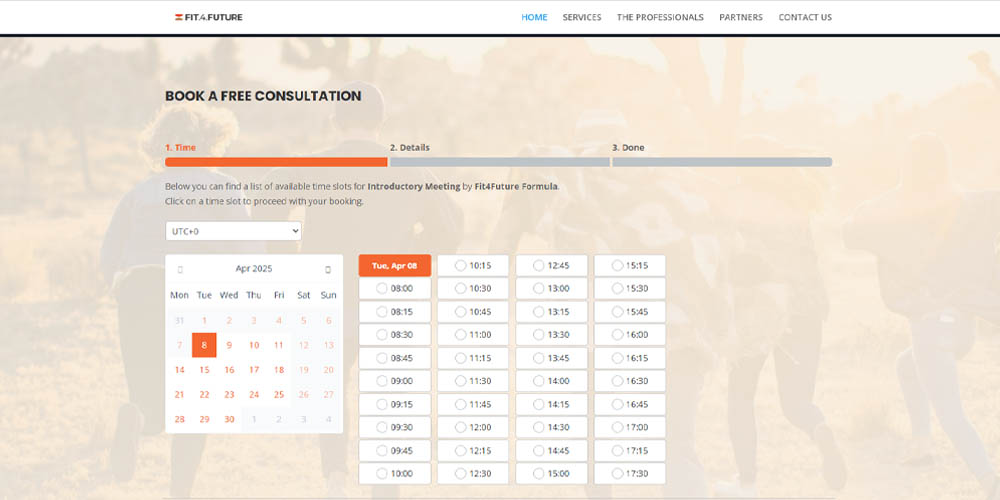 FIT.4.FUTURE
HOME SERVICES THE PROFESSIONALS PARTNERS CONTACT US
BOOK A FREE CONSULTATION
1. Time 2. Details 3. Done
Below you can find a list of available time slots for Introductory Meeting by Fit4Future Formula.
Click on a time slot to proceed with your booking.
UTC+0
Apr 2025
Mon Tue Wed Thu Fri Sat Sun
31 1 2 3 4 5 6
7 8 9 10 11 12 13
14 15 16 17 18 19 20
21 22 23 24 25 26 27
28 29 30 1 2 3 4
Tue, Apr 08 10:15 12:45 15:15
08:00 10:30 13:00 15:30
08:15 10:45 13:15 15:45
08:30 11:00 13:30 16:00
08:45 11:15 13:45 16:15
09:00 11:30 14:00 16:30
09:15 11:45 14:15 16:45
09:30 12:00 14:30 17:00
09:45 12:15 14:45 17:15
10:00 12:30 15:00 17:30